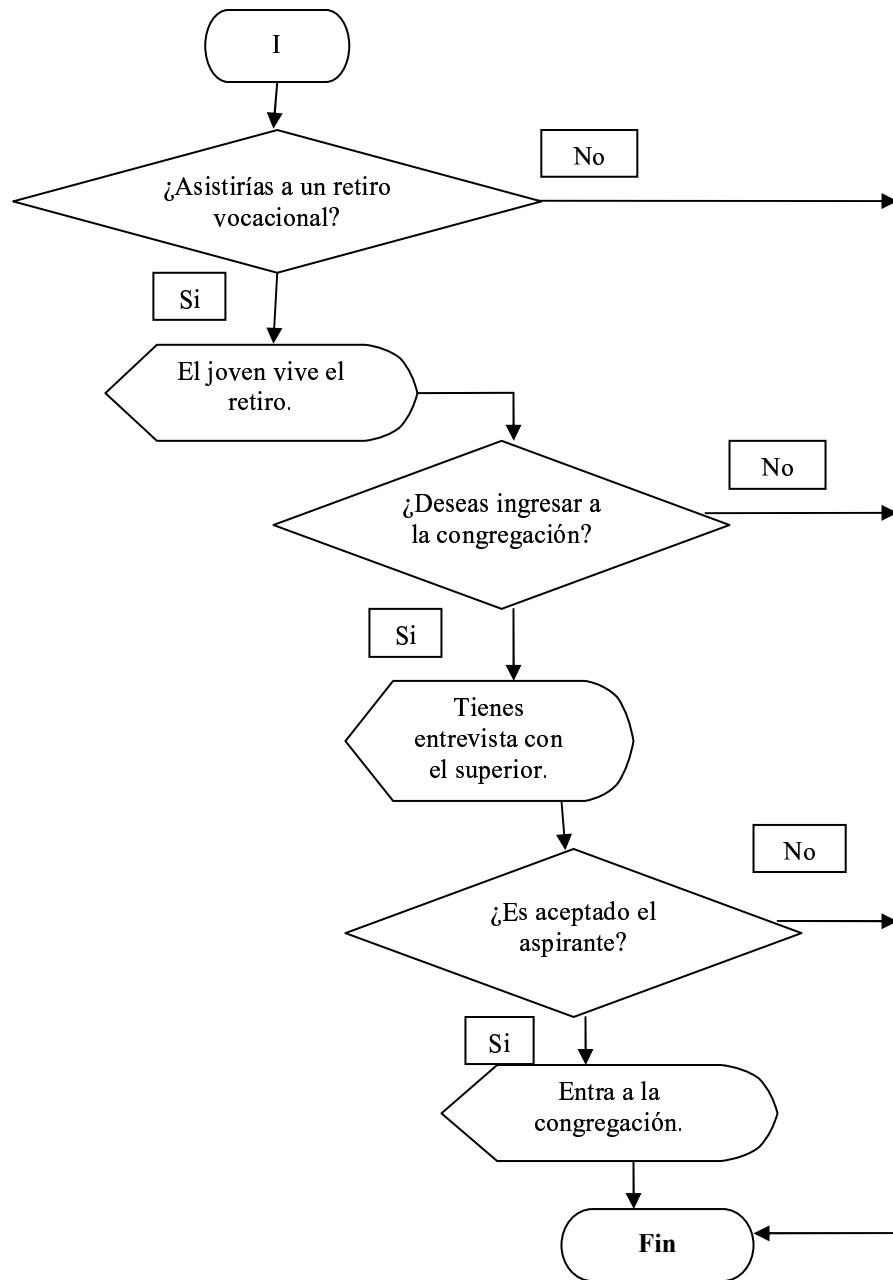 I
No
¿Asistirías a un retiro
vocacional?
Si
El joven vive el
retiro.
No
¿Deseas ingresar a
la congregación?
Si
Tienes
entrevista con
el superior.
No
¿Es aceptado el
aspirante?
Si
Entra a la
congregación.
Fin